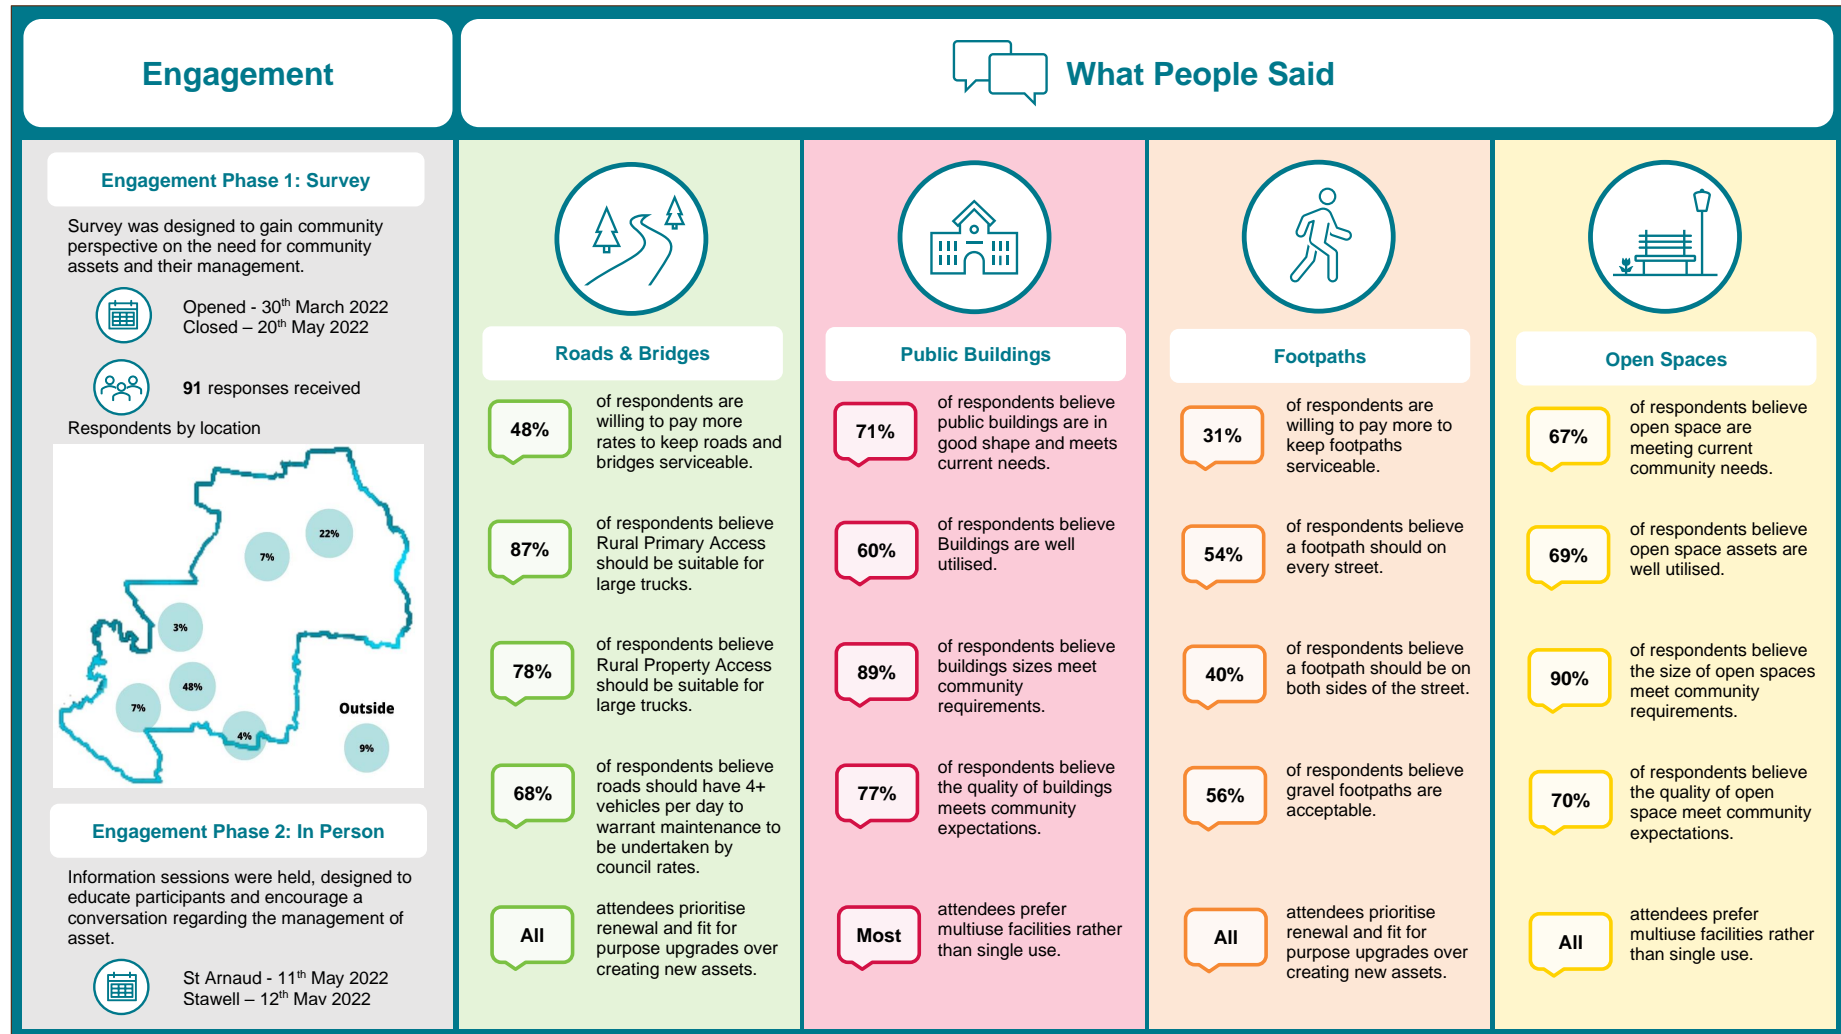 Engagement
What People Said
Engagement Phase 1: Survey
Survey was designed to gain community
perspective on the need for community
assets and their management.
Opened - 30th March 2022
Closed – 20th May 2022
91 responses received
Respondents by location
22%
7%
3%
48%
7%
4%
Outside
9%
Engagement Phase 2: In Person
Information sessions were held, designed to
educate participants and encourage a
conversation regarding the management of
asset.
St Arnaud - 11th May 2022
Stawell – 12th May 2022
Roads & Bridges
48%
of respondents are
willing to pay more
rates to keep roads and
bridges serviceable.
87%
of respondents believe
Rural Primary Access
should be suitable for
large trucks.
78%
of respondents believe
Rural Property Access
should be suitable for
large trucks.
68%
of respondents believe
roads should have 4+
vehicles per day to
warrant maintenance to
be undertaken by
council rates.
All
attendees prioritise
renewal and fit for
purpose upgrades over
creating new assets.
Public Buildings
71%
of respondents believe
public buildings are in
good shape and meets
current needs.
60%
of respondents believe
Buildings are well
utilised.
89%
of respondents believe
buildings sizes meet
community
requirements.
77%
of respondents believe
the quality of buildings
meets community
expectations.
Most
attendees prefer
multiuse facilities rather
than single use.
Footpaths
31%
of respondents are
willing to pay more to
keep footpaths
serviceable.
54%
of respondents believe
a footpath should on
every street.
40%
of respondents believe
a footpath should be on
both sides of the street.
56%
of respondents believe
gravel footpaths are
acceptable.
All
attendees prioritise
renewal and fit for
purpose upgrades over
creating new assets.
Open Spaces
67%
of respondents believe
open space are
meeting current
community needs.
69%
of respondents believe
open space assets are
well utilised.
90%
of respondents believe
the size of open spaces
meet community
requirements.
70%
of respondents believe
the quality of open
space meet community
expectations.
All
attendees prefer
multiuse facilities rather
than single use.